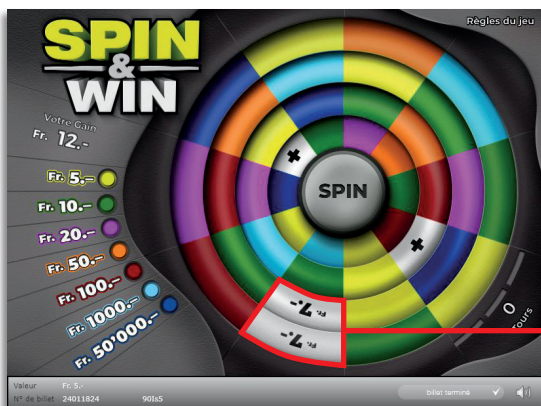 Règles du jeu
SPIN
&
WIN
Votre Gain
Fr. 12.-
Fr. 5.–
Fr. 10.–
Fr. 20.–
Fr. 50.–
Fr. 100.–
Fr. 1000.–
Fr. 50'000.–
+
SPIN
+
Fr. 7.-
Fr. 7.-
0
Tours
Valeur Fr. 5.-
N° de billet 24011824 90Is5
billet terminé